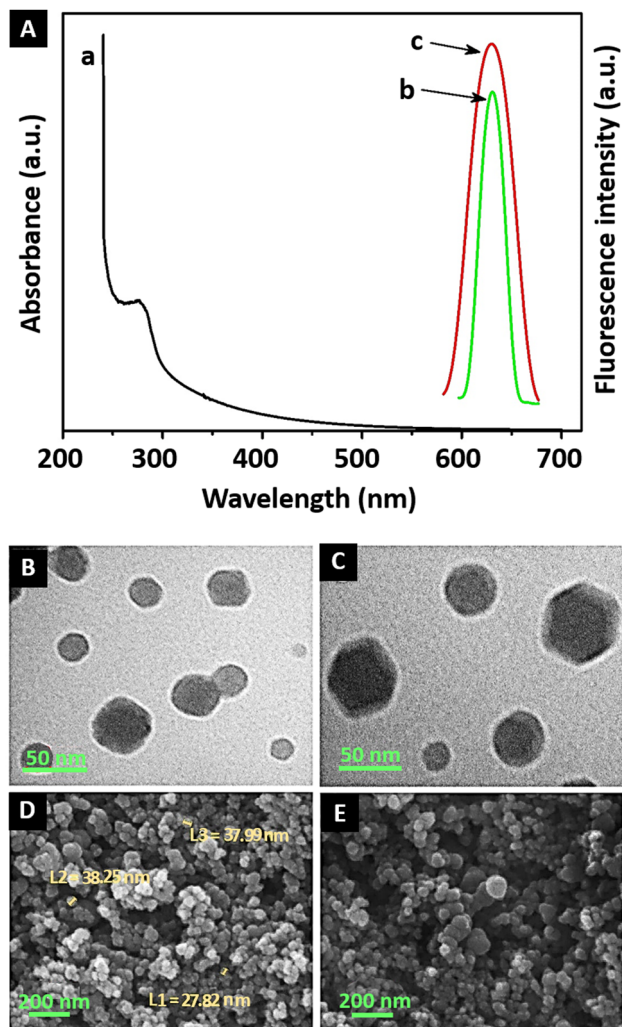 A
a
c
b
Absorbance (a.u.)
Fluorescence intensity (a.u.)
200 300 400 500 600 700
Wavelength (nm)
B
50 nm
C
50 nm
D
L3 = 37.99 nm
L2 = 38.25 nm
L1 = 27.82 nm
200 nm
E
200 nm